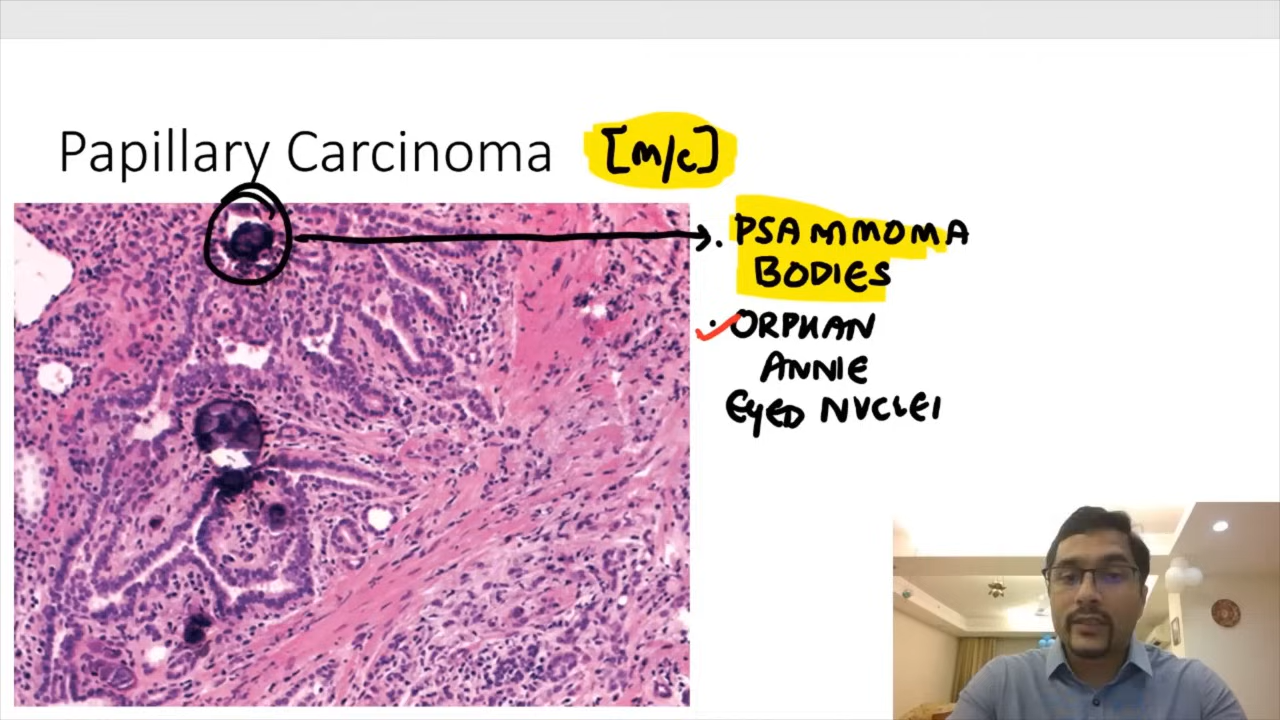 Papillary Carcinoma [m/c]
. PSAMMOMA
BODIES
. ORPHAN
ANNIE
EYED NUCLEI